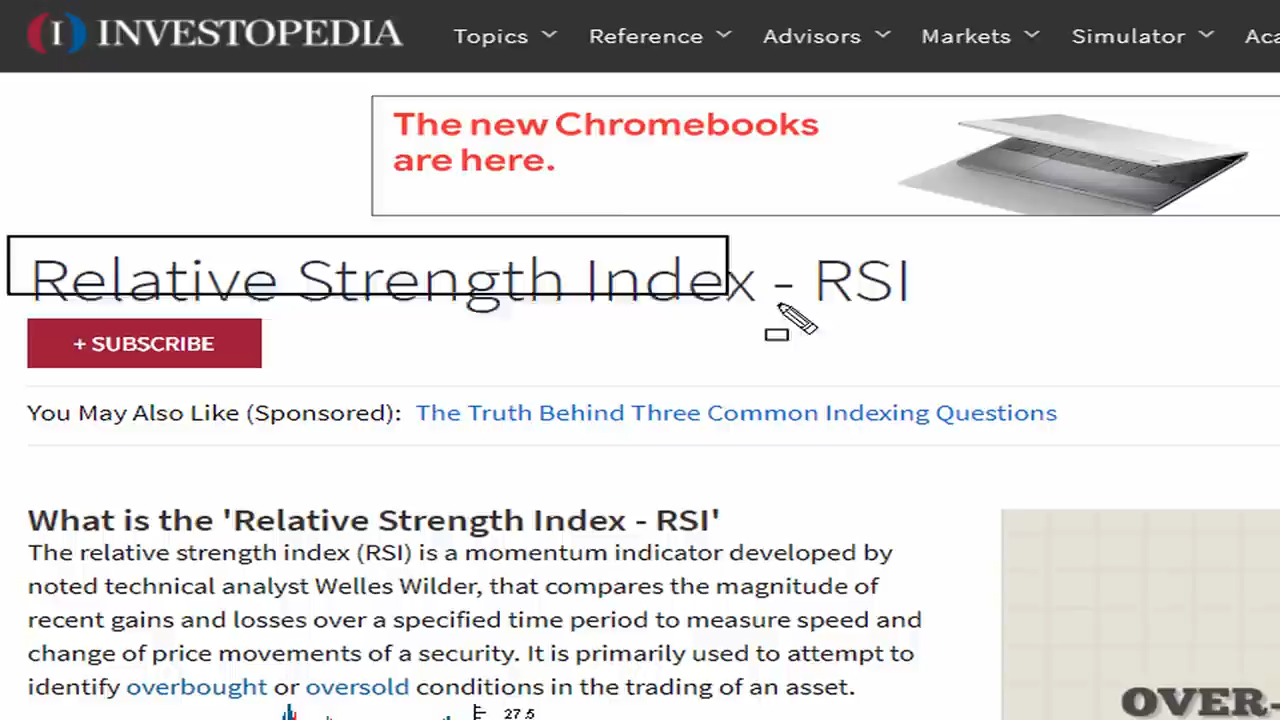 INVESTOPEDIA Topics Reference Advisors Markets Simulator
The new Chromebooks
are here.
Relative Strength Index - RSI
+ SUBSCRIBE
You May Also Like (Sponsored): The Truth Behind Three Common Indexing Questions
What is the 'Relative Strength Index - RSI'
The relative strength index (RSI) is a momentum indicator developed by
noted technical analyst Welles Wilder, that compares the magnitude of
recent gains and losses over a specified time period to measure speed and
change of price movements of a security. It is primarily used to attempt to
identify overbought or oversold conditions in the trading of an asset.
27.5
OVER-